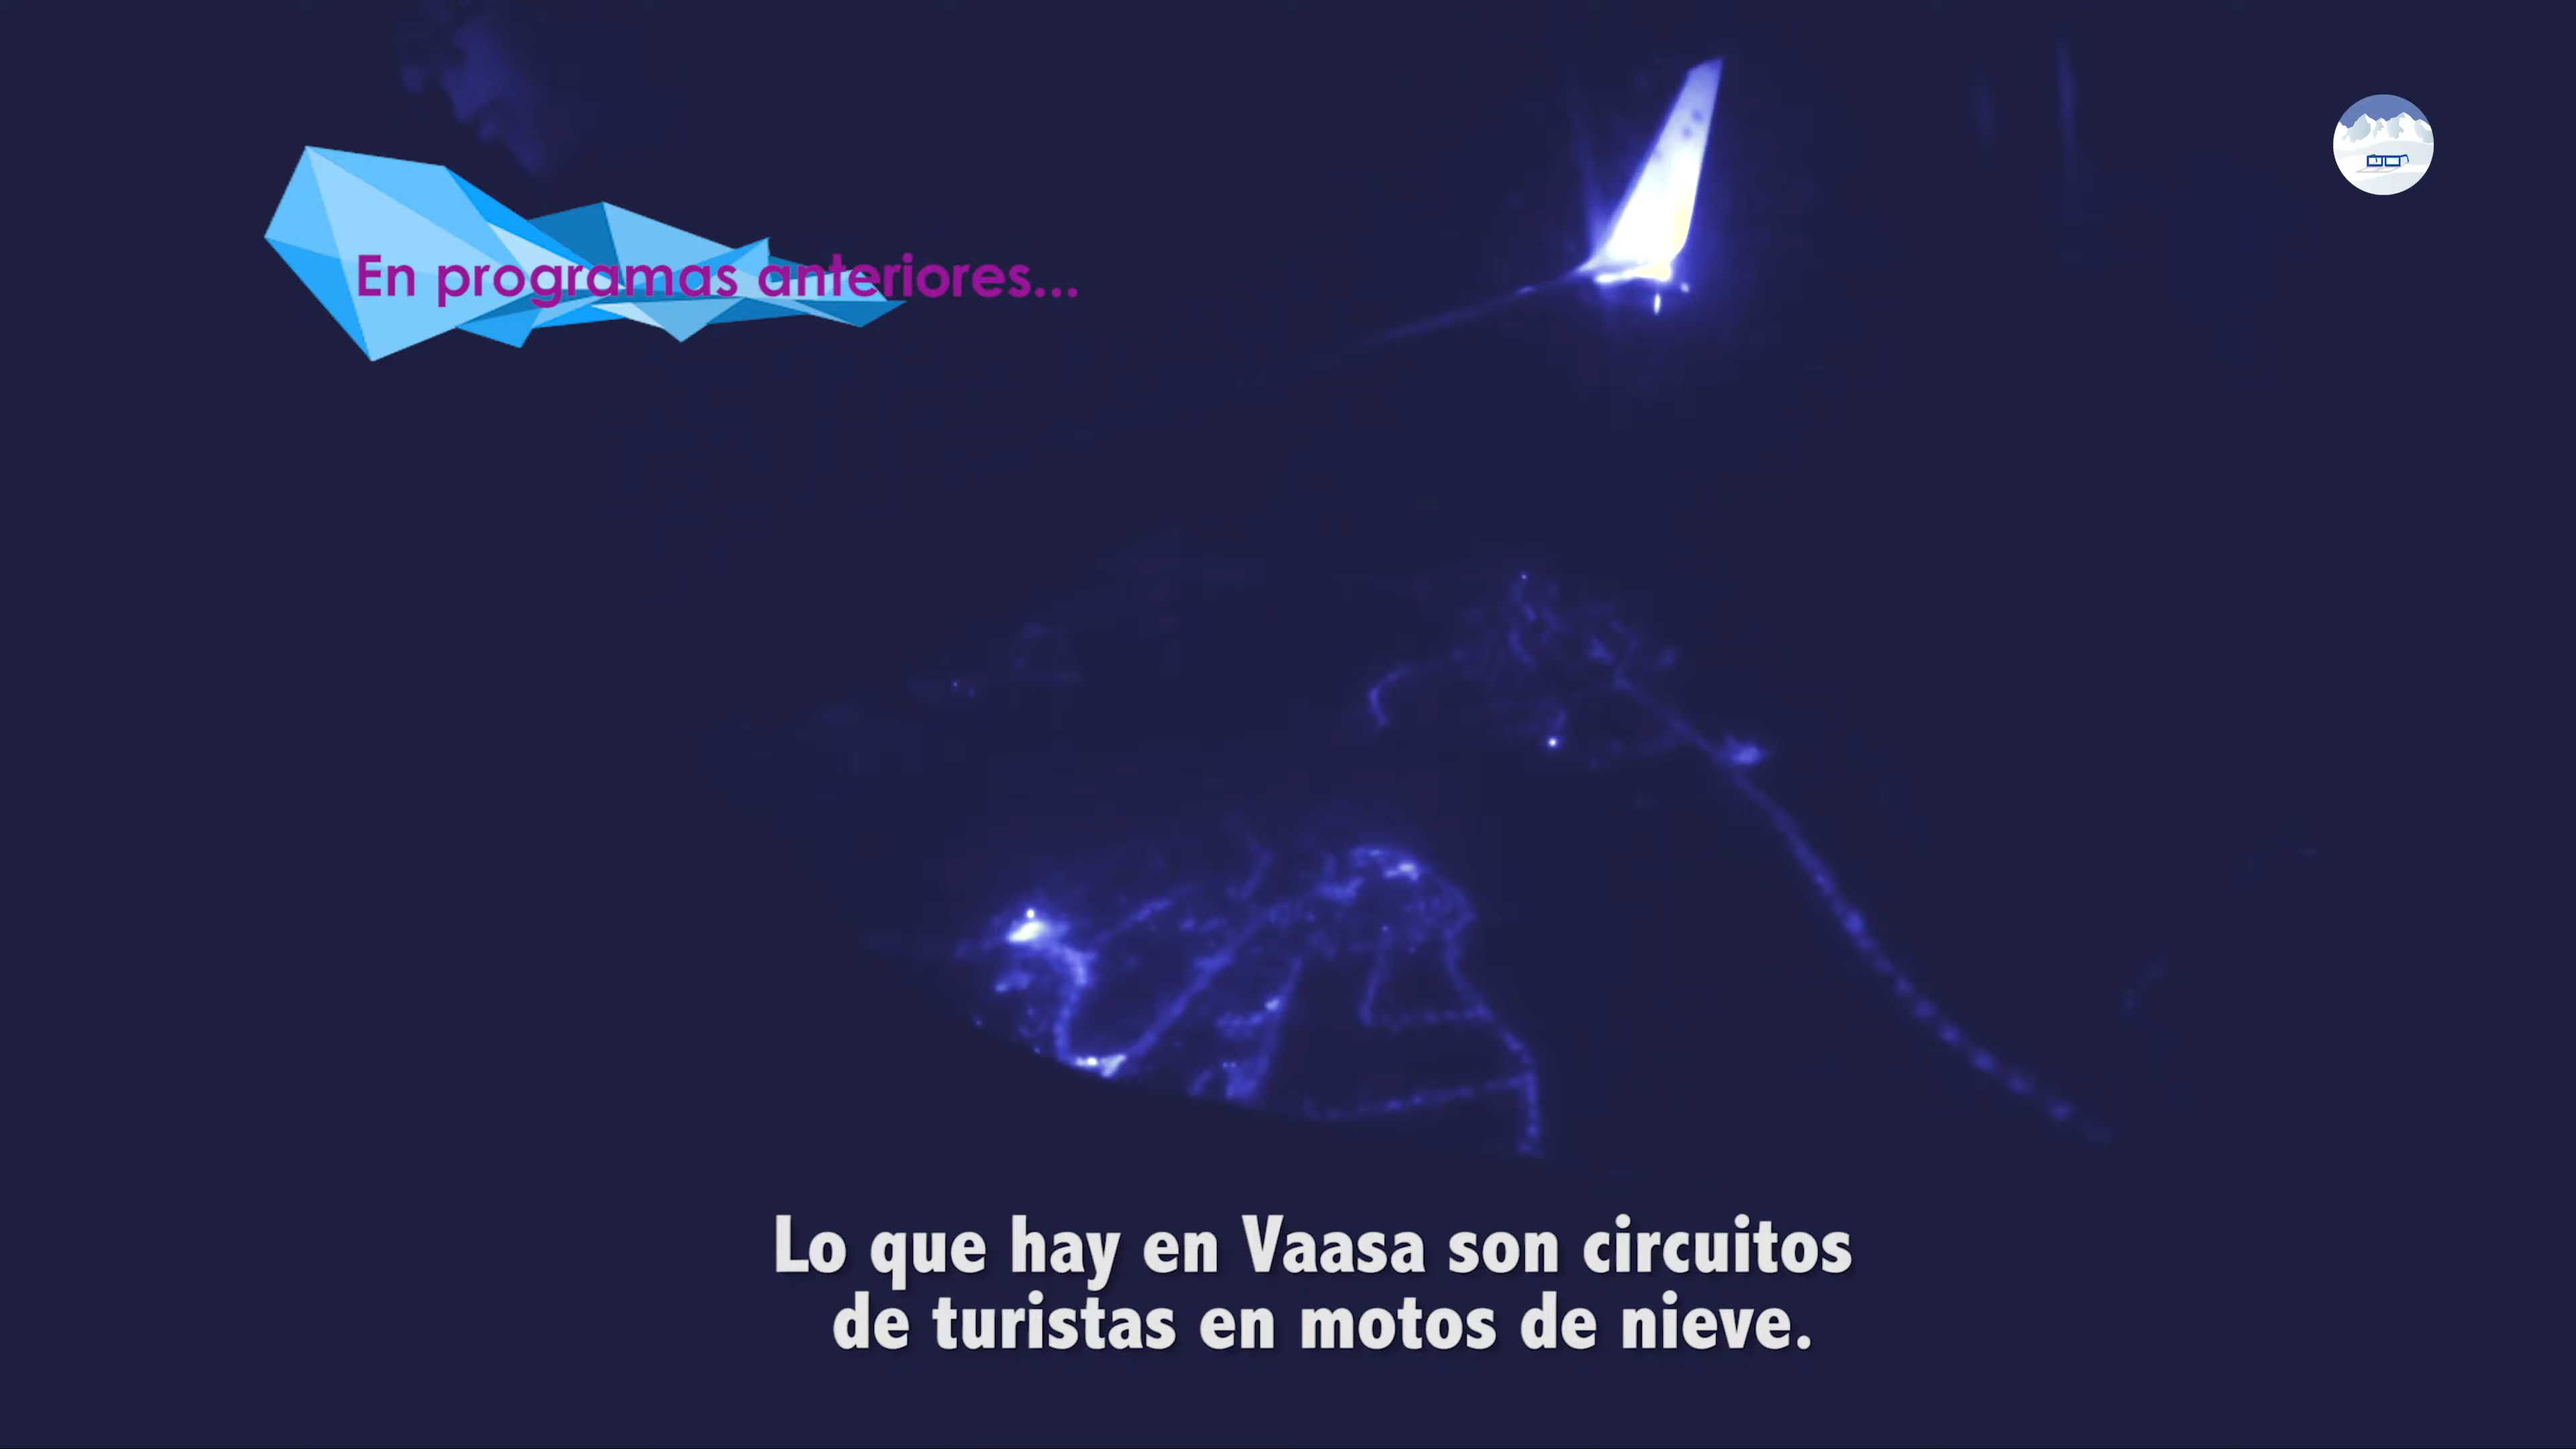 En programas anteriores...
Lo que hay en Vaasa son circuitos
de turistas en motos de nieve.